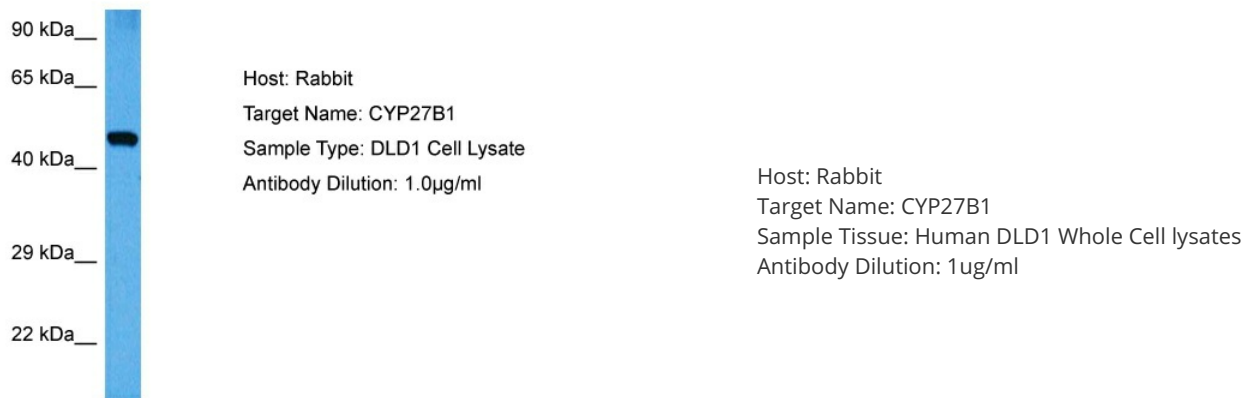 90 kDa__
65 kDa__
40 kDa__
29 kDa__
22 kDa__
Host: Rabbit
Target Name: CYP27B1
Sample Type: DLD1 Cell Lysate
Antibody Dilution: 1.0µg/ml
Host: Rabbit
Target Name: CYP27B1
Sample Tissue: Human DLD1 Whole Cell lysates
Antibody Dilution: 1ug/ml